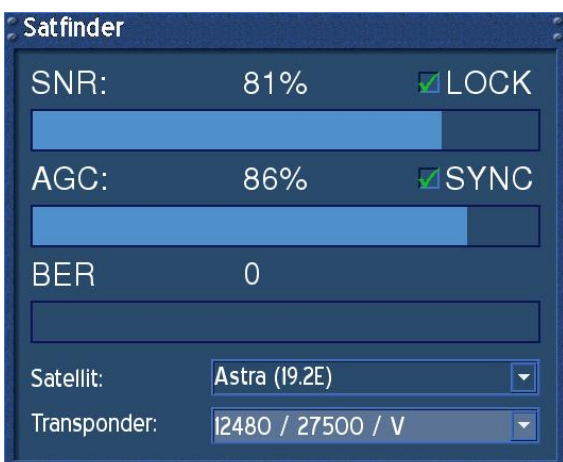 Satfinder
SNR: 81% LOCK
AGC: 86% SYNC
BER 0
Satellit: Astra (19.2E)
Transponder: 12480 / 27500 / V